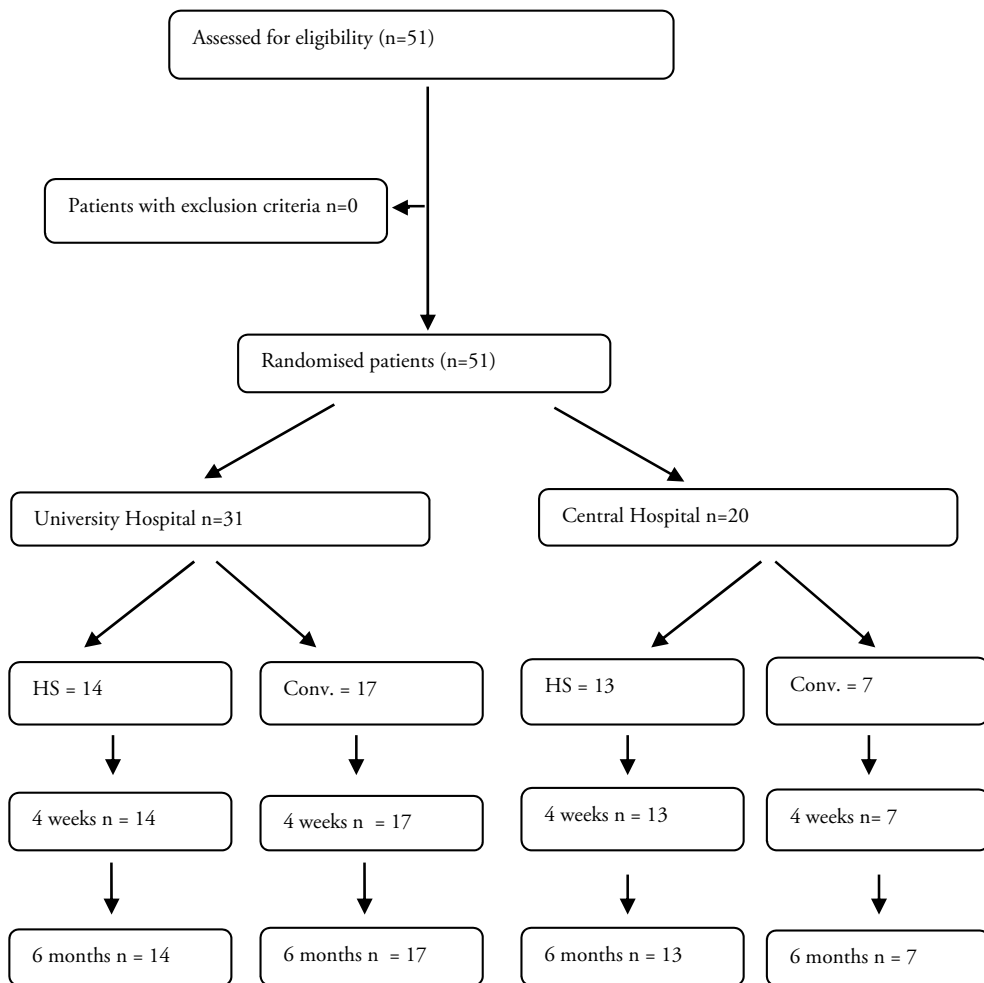 Assessed for eligibility (n=51)
Patients with exclusion criteria n=0
Randomised patients (n=51)
University Hospital n=31
Central Hospital n=20
HS = 14
Conv. = 17
HS = 13
Conv. = 7
4 weeks n = 14
4 weeks n  = 17
4 weeks n = 13
4 weeks n= 7
6 months n = 14
6 months n  = 17
6 months n = 13
6 months n = 7